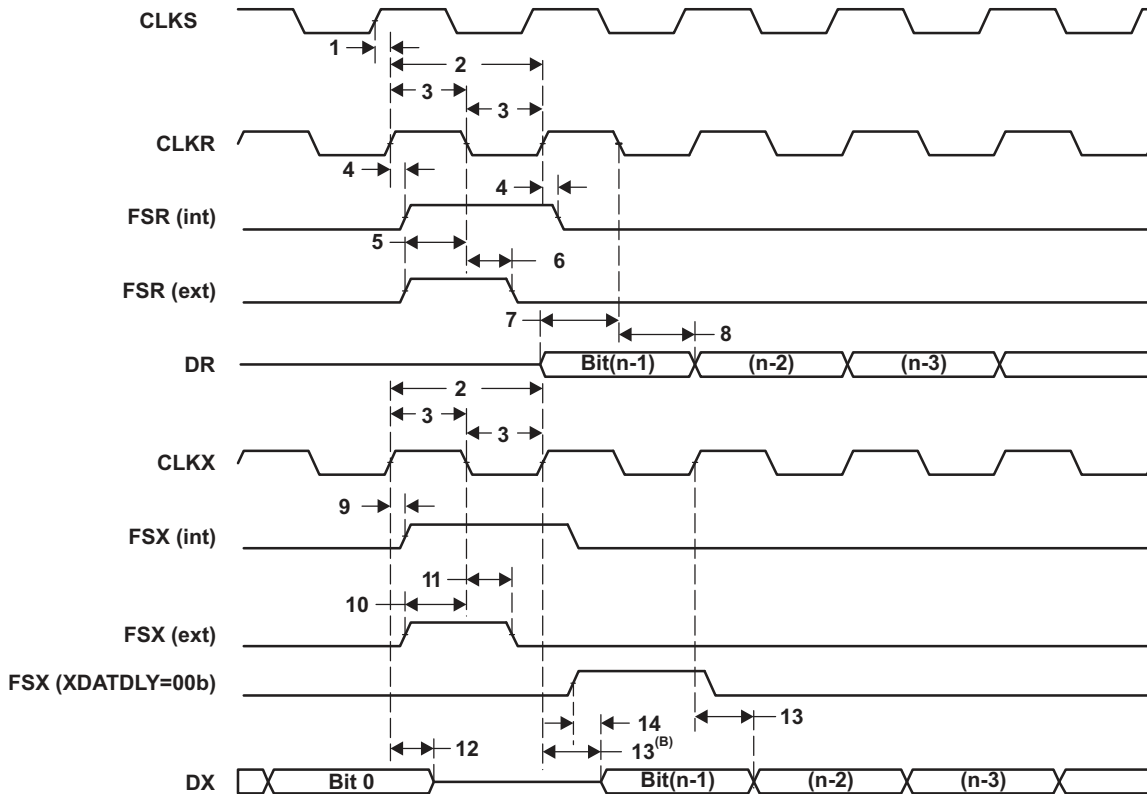 CLKS
1
2
3
3
CLKR
4
4
FSR (int)
5
6
FSR (ext)
7
8
DR
Bit(n-1)
(n-2)
(n-3)
2
3
3
CLKX
9
FSX (int)
11
10
FSX (ext)
FSX (XDATDLY=00b)
14
13
13(B)
12
DX
Bit 0
Bit(n-1)
(n-2)
(n-3)